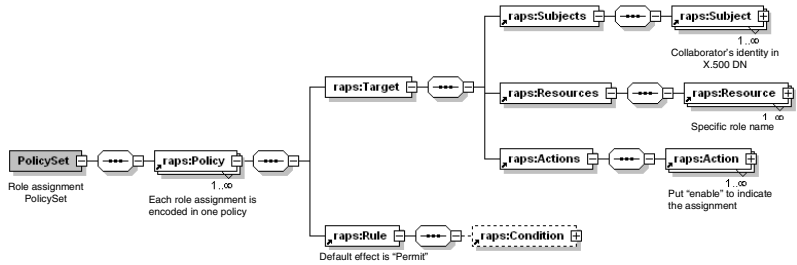 raps:Subjects
raps:Subject
1..∞
Collaborator's identity in
X.500 DN
raps:Target
raps:Resources
raps:Resource
1 ∞
Specific role name
PolicySet
Role assignment
PolicySet
raps:Policy
1..∞
Each role assignment is
encoded in one policy
raps:Actions
raps:Action
1..∞
Put "enable" to indicate
the assignment
raps:Rule
Default effect is "Permit"
raps:Condition